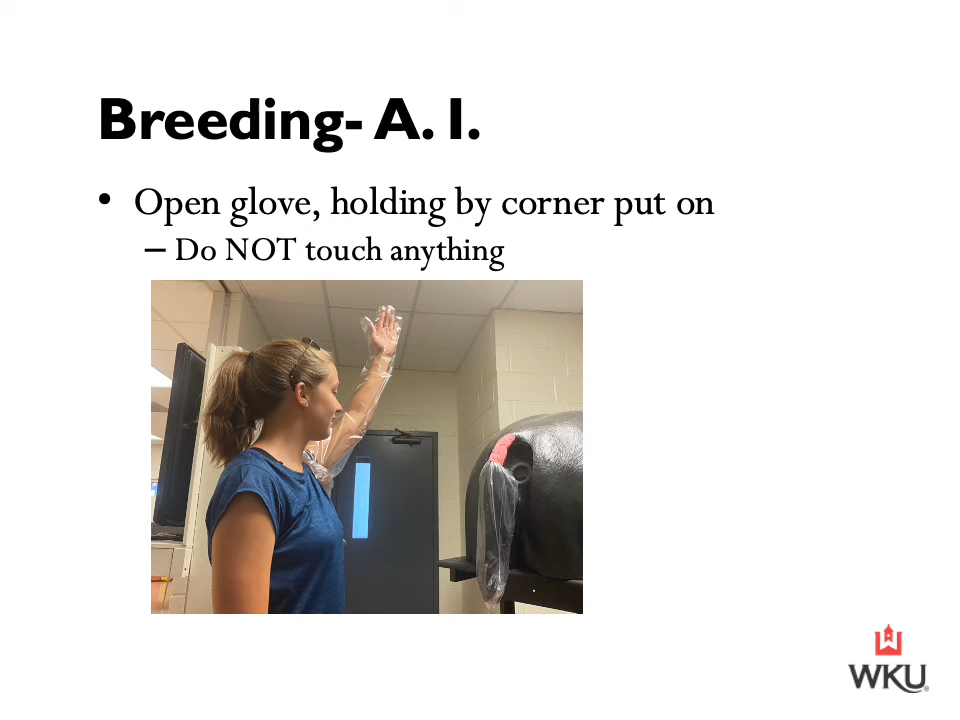 Breeding- A. I.
• Open glove, holding by corner put on
– Do NOT touch anything
WKU®